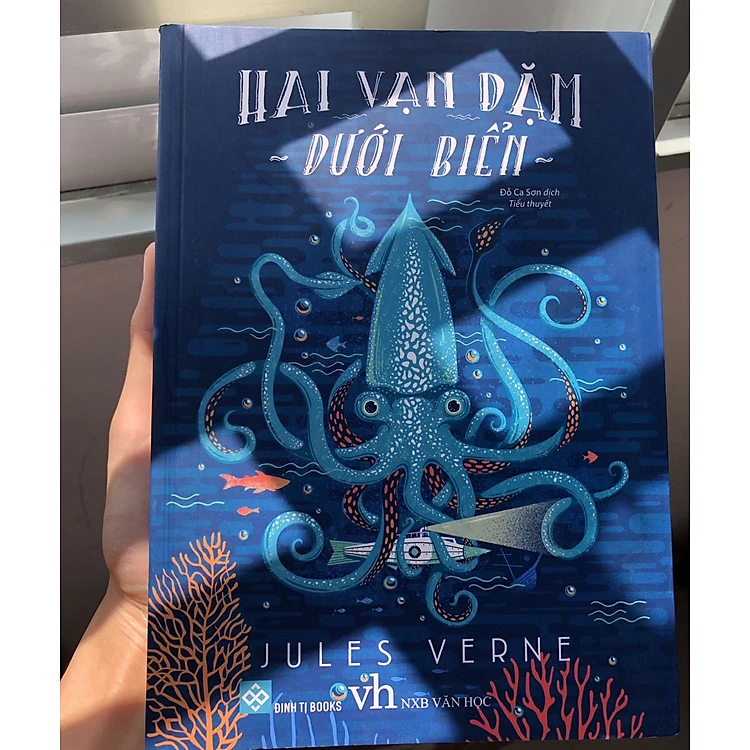 HAI VẠN DẶM
~ DƯỚI BIỂN ~
Đỗ Ca Sơn dịch
Tiểu thuyết
JULES VERNE
ĐINH TỊ BOOKS
vh NXB VĂN HỌC